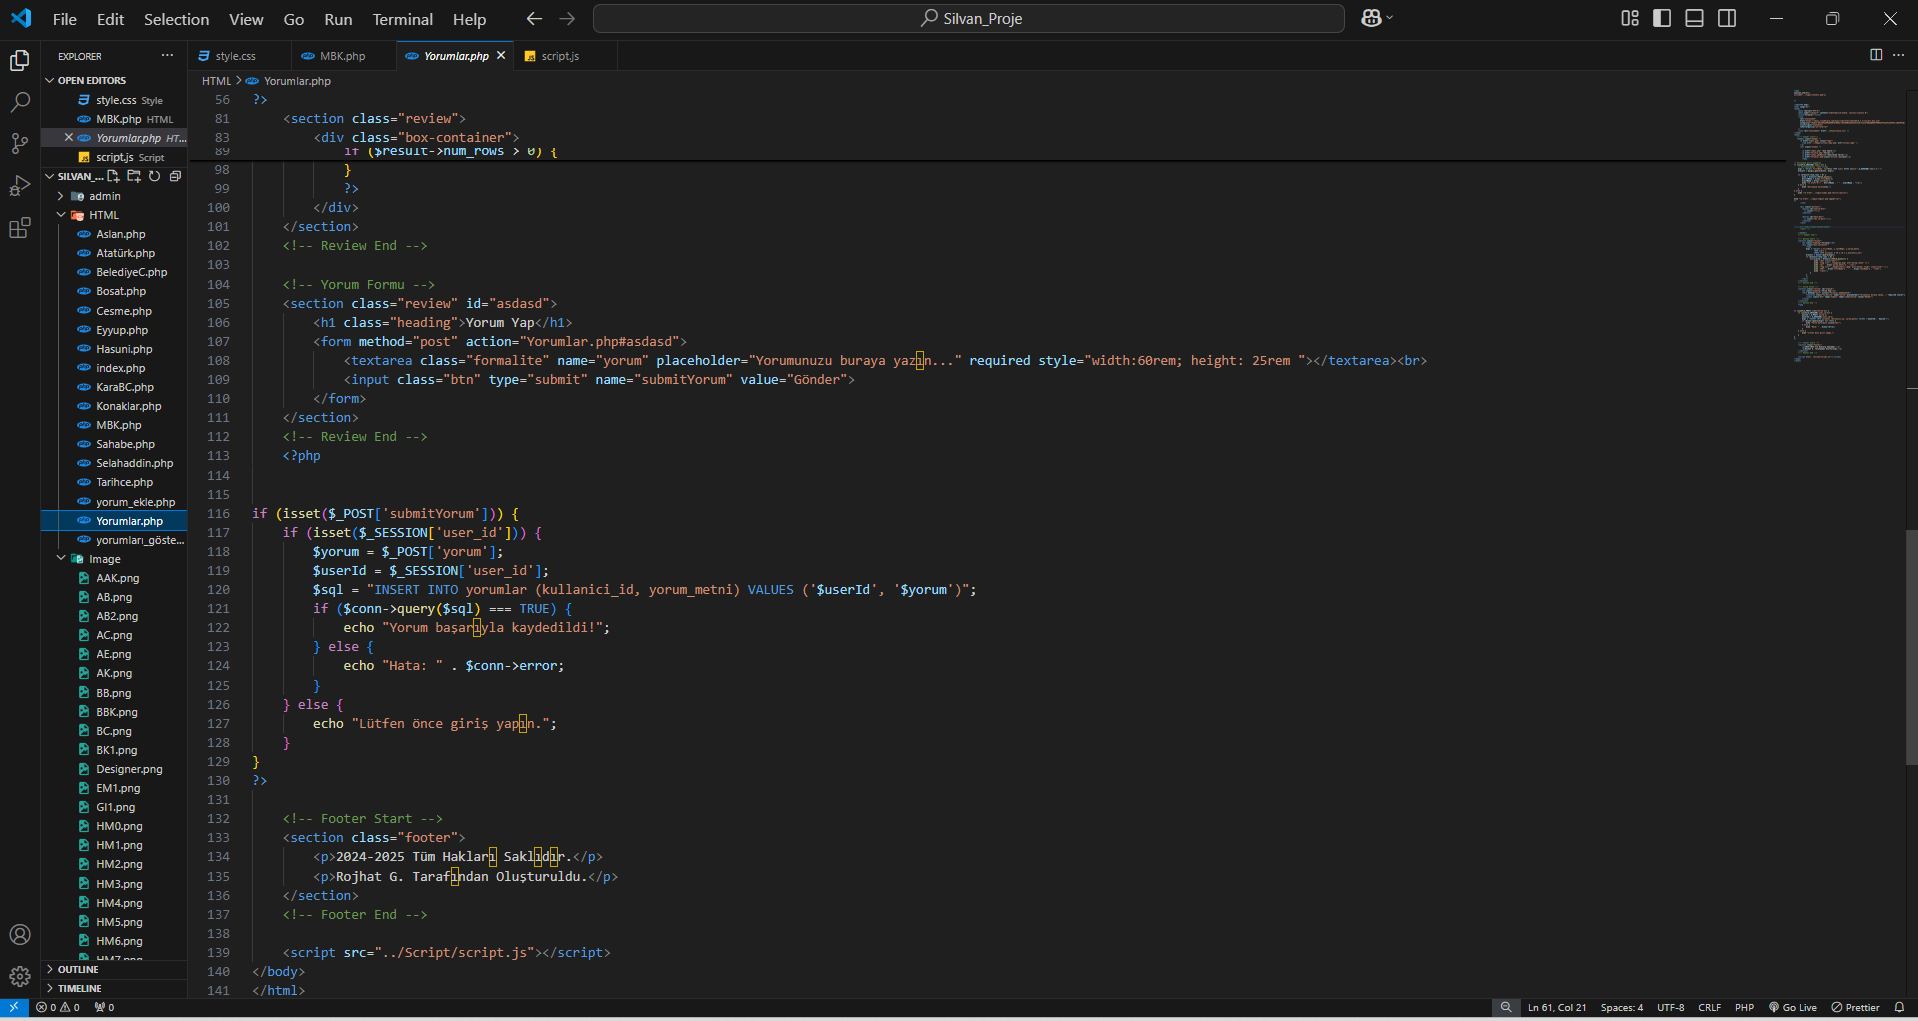 File Edit Selection View Go Run Terminal Help
Silvan_Proje
EXPLORER
style.css
MBK.php
Yorumlar.php
script.js
OPEN EDITORS
style.css Style
MBK.php HTML
Yorumlar.php HT...
script.js Script
SILVAN_...
admin
HTML
Aslan.php
Atatürk.php
BelediyeC.php
Bosat.php
Cesme.php
Eyyup.php
Hasuni.php
index.php
KaraBC.php
Konaklar.php
MBK.php
Sahabe.php
Selahaddin.php
Tarihce.php
yorum_ekle.php
Yorumlar.php
yorumları_göste...
Image
AAK.png
AB.png
AB2.png
AC.png
AE.png
AK.png
BB.png
BBK.png
BC.png
BK1.png
Designer.png
EM1.png
GI1.png
HM0.png
HM1.png
HM2.png
HM3.png
HM4.png
HM5.png
HM6.png
HM7.png
OUTLINE
TIMELINE
HTML > Yorumlar.php
56 ?>
81 <section class="review">
83 <div class="box-container">
89 if ($result->num_rows > 0) {
98 }
99 ?>
100 </div>
101 </section>
102 <!-- Review End -->
103
104 <!-- Yorum Formu -->
105 <section class="review" id="asdasd">
106 <h1 class="heading">Yorum Yap</h1>
107 <form method="post" action="Yorumlar.php#asdasd">
108 <textarea class="formalite" name="yorum" placeholder="Yorumunuzu buraya yazın..." required style="width:60rem; height: 25rem "></textarea><br>
109 <input class="btn" type="submit" name="submitYorum" value="Gönder">
110 </form>
111 </section>
112 <!-- Review End -->
113 <?php
114
115
116 if (isset($_POST['submitYorum'])) {
117 if (isset($_SESSION['user_id'])) {
118 $yorum = $_POST['yorum'];
119 $userId = $_SESSION['user_id'];
120 $sql = "INSERT INTO yorumlar (kullanici_id, yorum_metni) VALUES ('$userId', '$yorum')";
121 if ($conn->query($sql) === TRUE) {
122 echo "Yorum başarıyla kaydedildi!";
123 } else {
124 echo "Hata: " . $conn->error;
125 }
126 } else {
127 echo "Lütfen önce giriş yapın.";
128 }
129 }
130 ?>
131
132 <!-- Footer Start -->
133 <section class="footer">
134 <p>2024-2025 Tüm Hakları Saklıdır.</p>
135 <p>Rojhat G. Tarafından Oluşturuldu.</p>
136 </section>
137 <!-- Footer End -->
138
139 <script src="../Script/script.js"></script>
140 </body>
141 </html>
0 0 0 Ln 61, Col 21 Spaces: 4 UTF-8 CRLF PHP Go Live Prettier